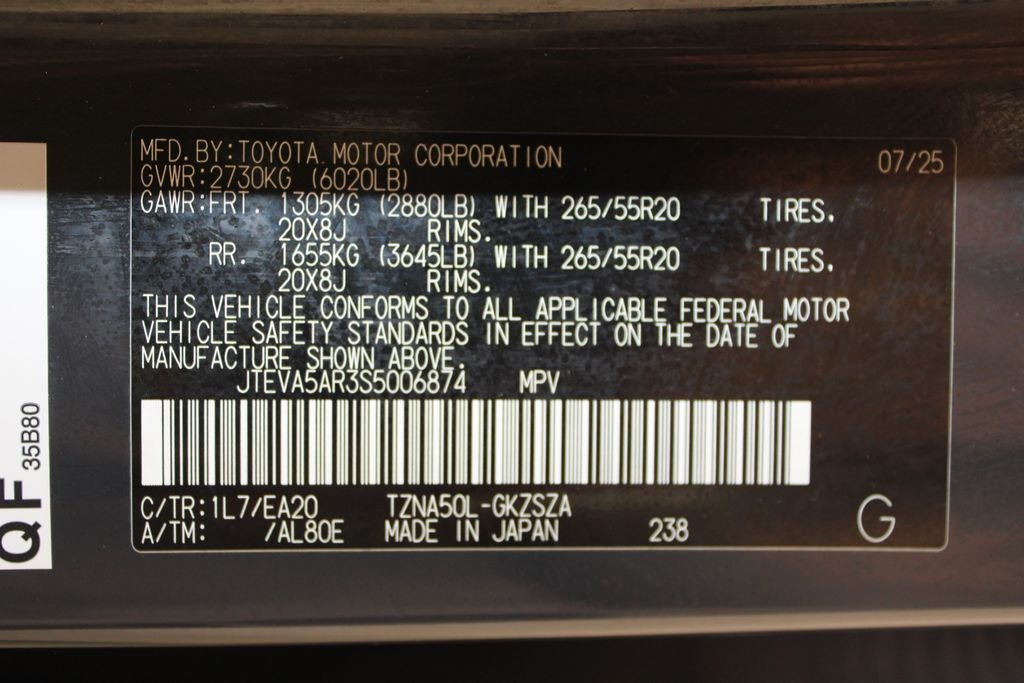 MFD. BY:TOYOTA MOTOR CORPORATION 07/25
GVWR:2730KG (6020LB)
GAWR:FRT. 1305KG (2880LB) WITH 265/55R20 TIRES.
20X8J RIMS.
RR. 1655KG (3645LB) WITH 265/55R20 TIRES.
20X8J RIMS.
THIS VEHICLE CONFORMS TO ALL APPLICABLE FEDERAL MOTOR
VEHICLE SAFETY STANDARDS IN EFFECT ON THE DATE OF
MANUFACTURE SHOWN ABOVE.
JTEVA5AR3S5006874 MPV
C/TR:1L7/EA20 TZNA50L-GKZSZA
A/TM: /AL80E MADE IN JAPAN 238 G
QF 35B80